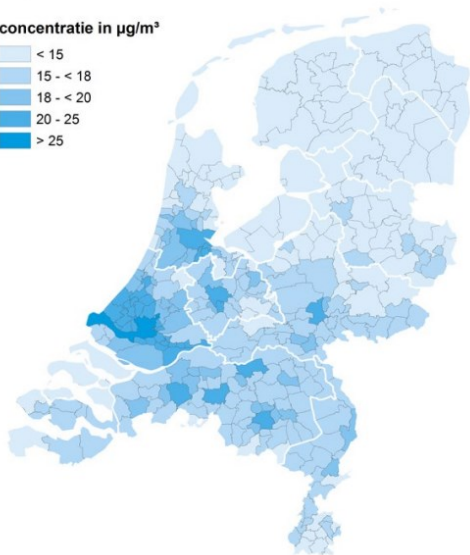 concentratie in µg/m³
< 15
15 - < 18
18 - < 20
20 - 25
> 25